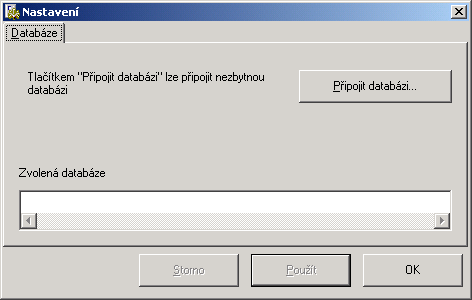 Nastavení
Databáze
Tlačítkem "Připojit databázi" lze připojit nezbytnou
databázi
Připojit databázi...
Zvolená databáze
Storno
Použít
OK